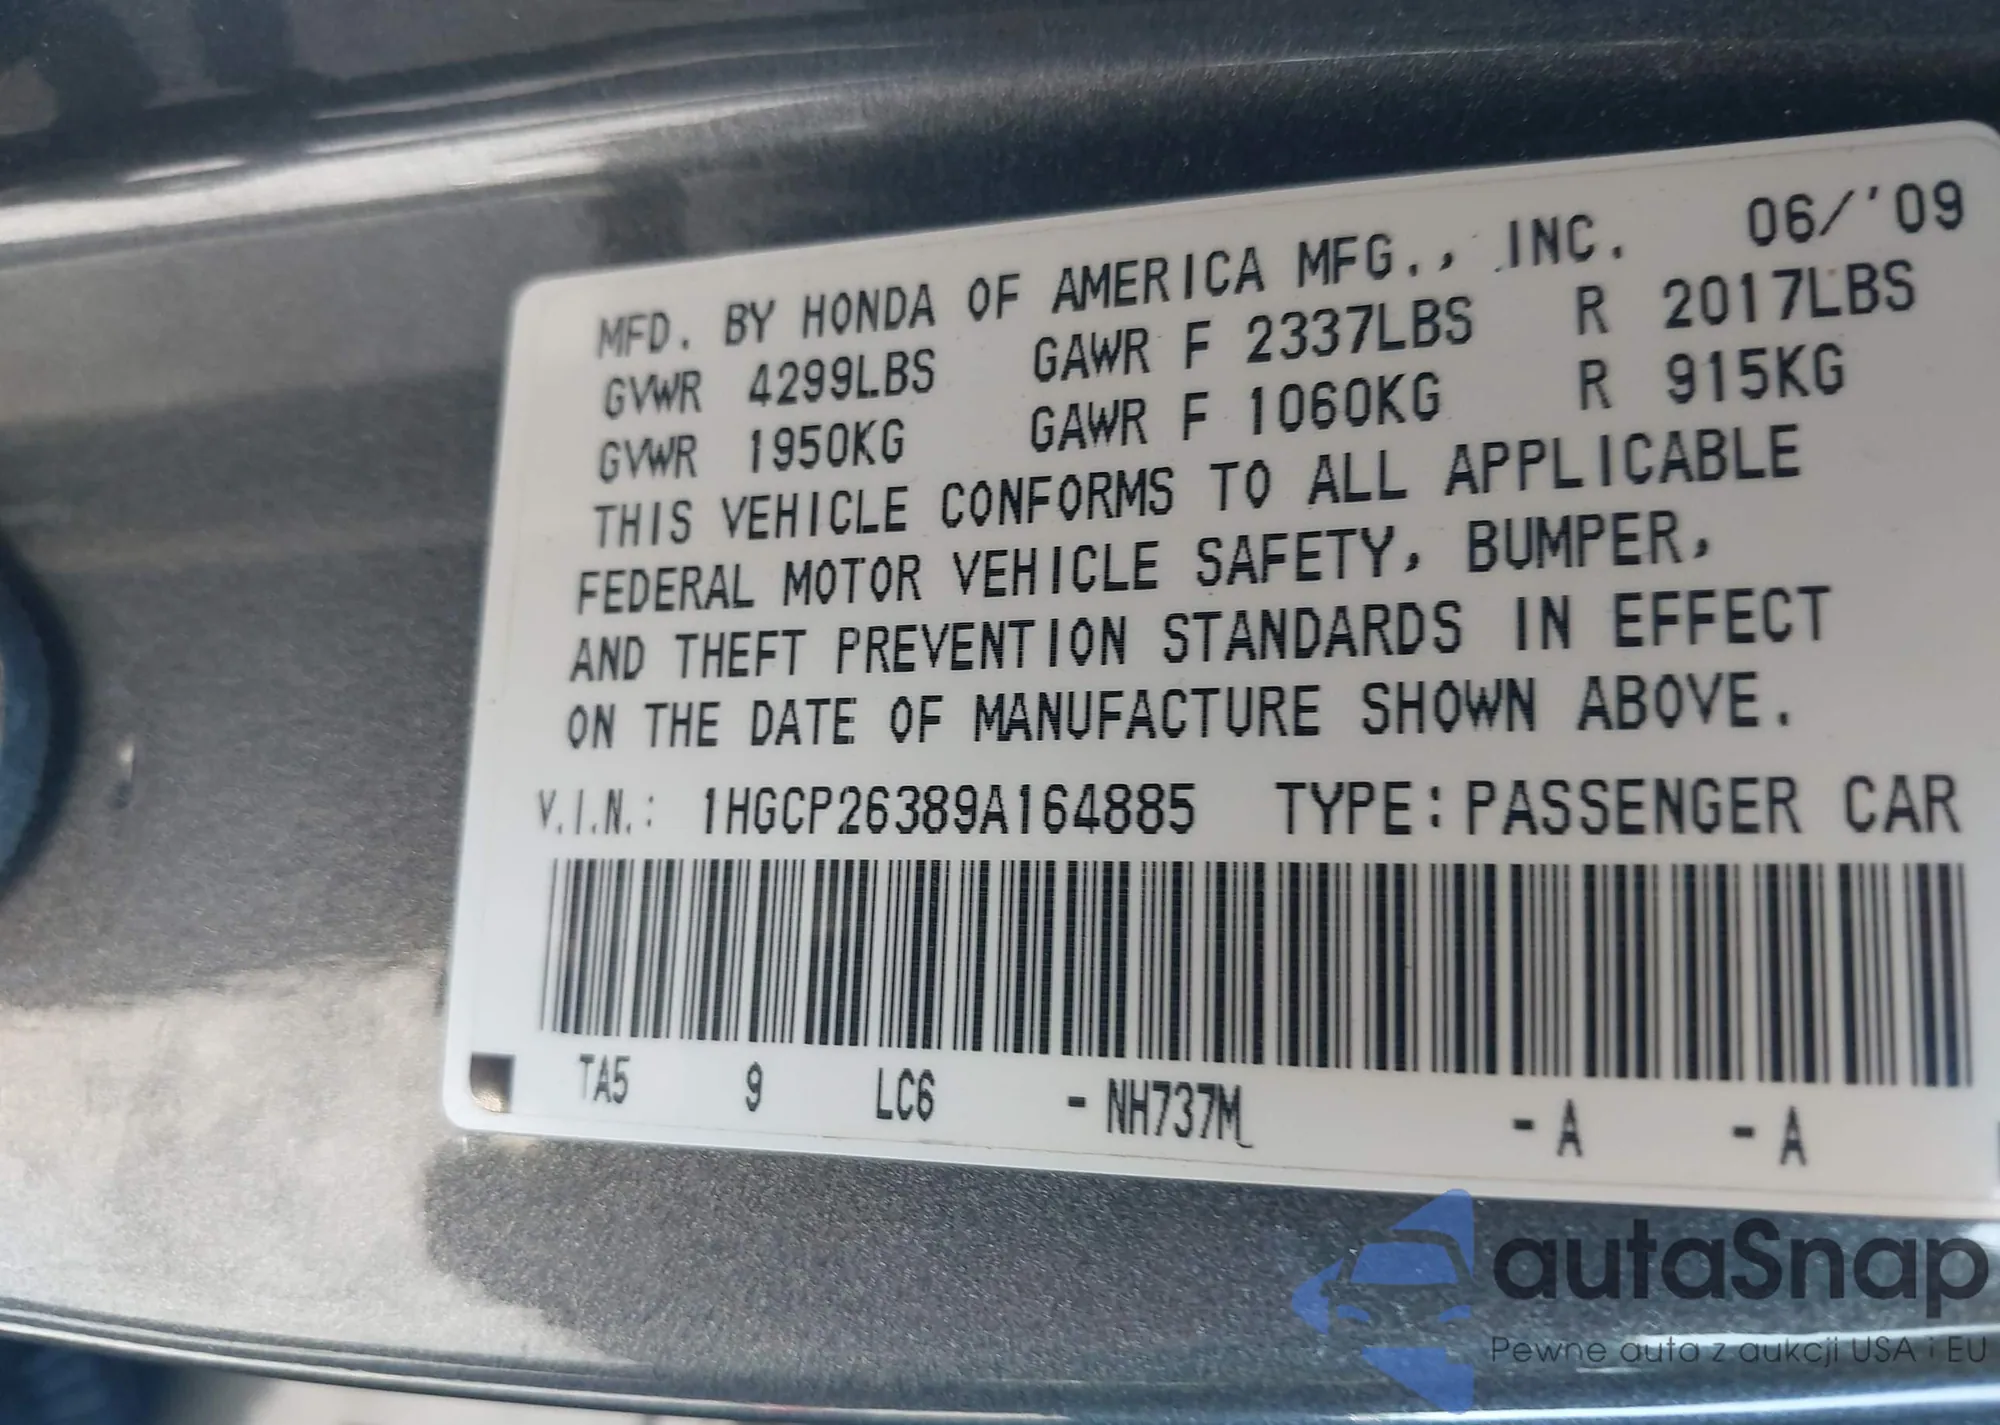 MFD. BY HONDA OF AMERICA MFG., INC. 06/'09
GVWR 4299LBS GAWR F 2337LBS R 2017LBS
GVWR 1950KG GAWR F 1060KG R 915KG
THIS VEHICLE CONFORMS TO ALL APPLICABLE
FEDERAL MOTOR VEHICLE SAFETY, BUMPER,
AND THEFT PREVENTION STANDARDS IN EFFECT
ON THE DATE OF MANUFACTURE SHOWN ABOVE.
V.I.N.: 1HGCP26389A164885 TYPE: PASSENGER CAR
TA5 9 LC6 - NH737M - A - A
autaSnap
Pewne auta z aukcji USA i EU